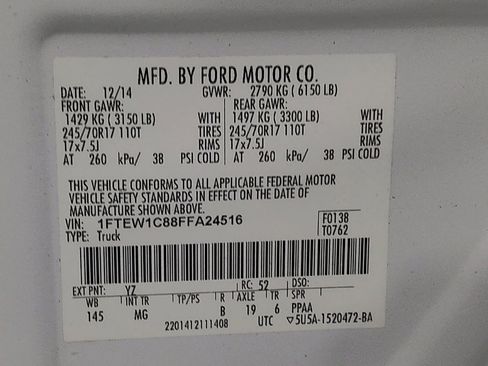 MFD. BY FORD MOTOR CO.
DATE: 12/14 GVWR: 2790 KG ( 6150 LB)
FRONT GAWR: REAR GAWR:
1429 KG ( 3150 LB) WITH 1497 KG ( 3300 LB) WITH
245/70R17 110T TIRES 245/70R17 110T TIRES
17x7.5J RIMS 17x7.5J RIMS
AT 260 kPa/ 38 PSI COLD AT 260 kPa/ 38 PSI COLD
THIS VEHICLE CONFORMS TO ALL APPLICABLE FEDERAL MOTOR
VEHICLE SAFETY STANDARDS IN EFFECT ON THE DATE OF
MANUFACTURE SHOWN ABOVE.
VIN: 1FTEW1C88FFA24516 F0138
TYPE: Truck T0762
EXT PNT: YZ RC: 52 DSO:
WB INT TR TP/PS R AXLE TR SPR
145 MG B 19 6 PPAA
2201412111408 UTC ▽5U5A-1520472-BA